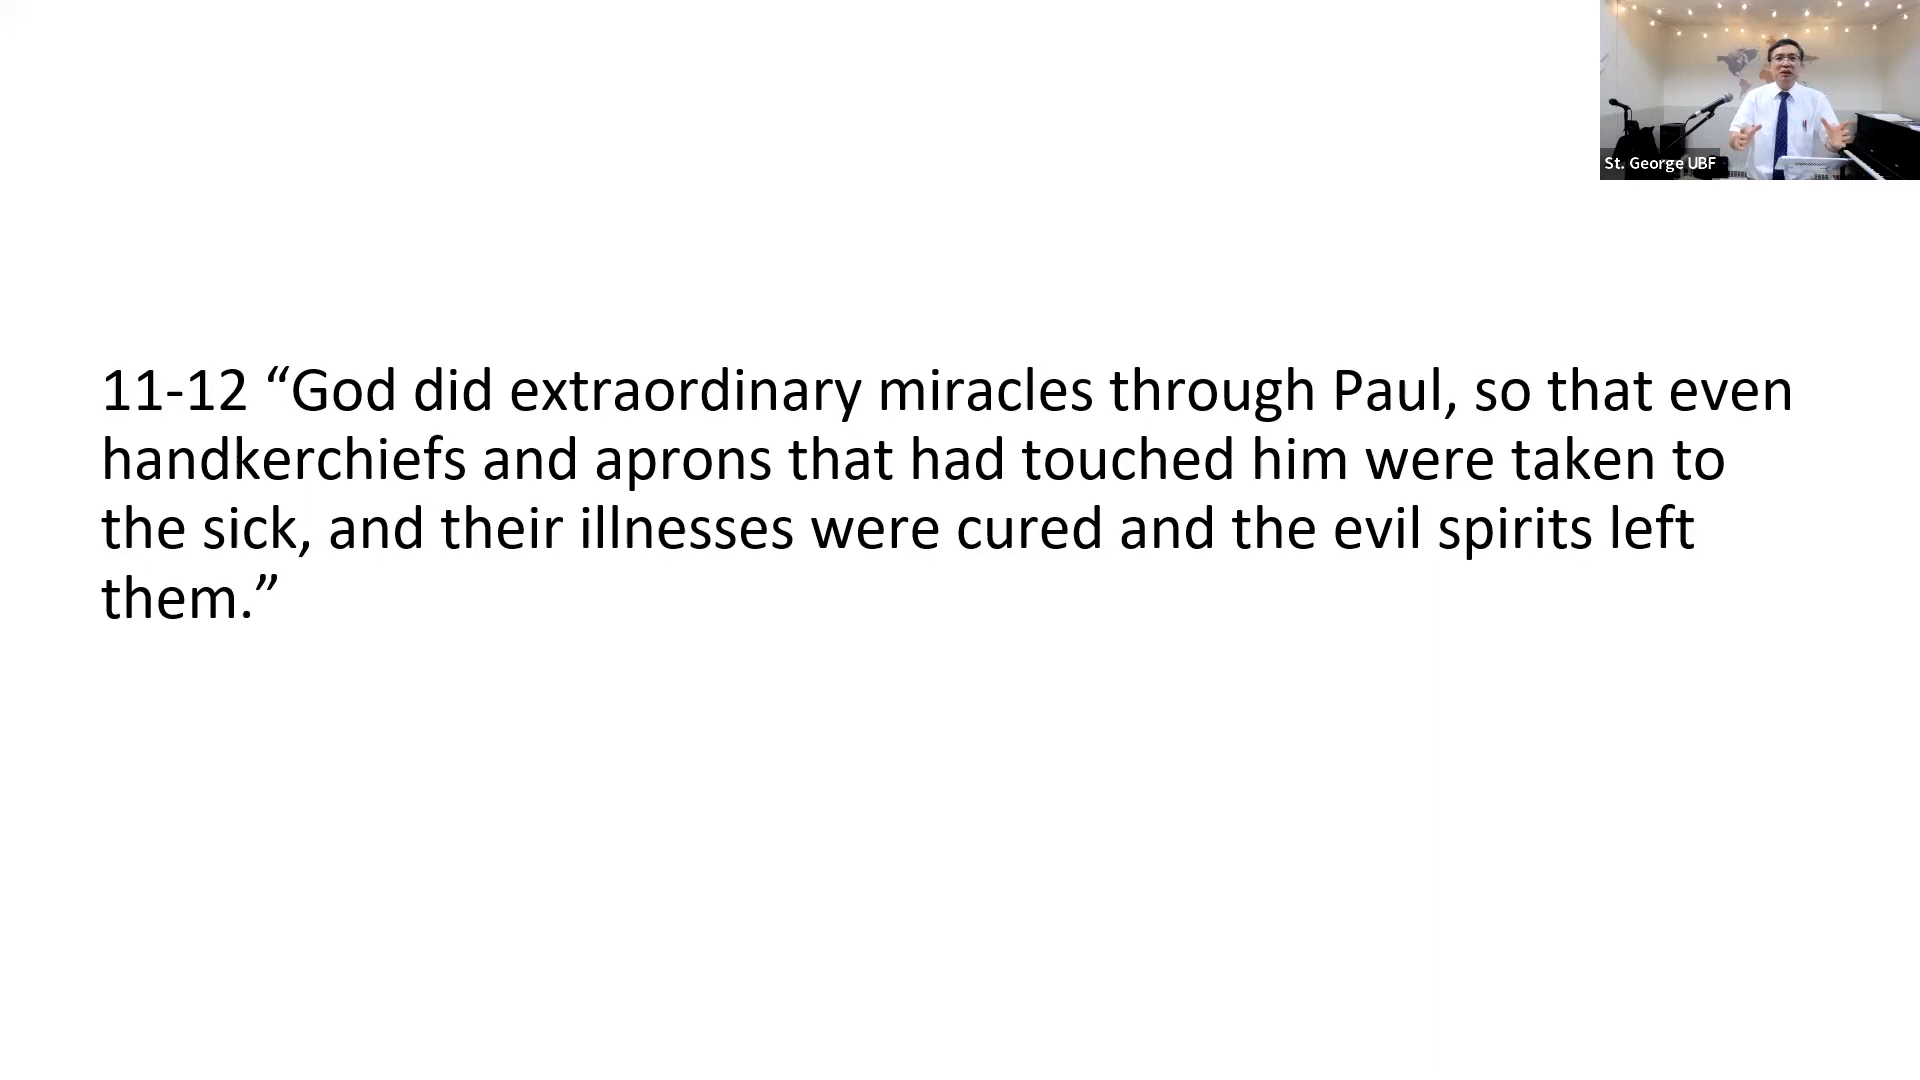 St. George UBF
11-12 “God did extraordinary miracles through Paul, so that even
handkerchiefs and aprons that had touched him were taken to
the sick, and their illnesses were cured and the evil spirits left
them.”